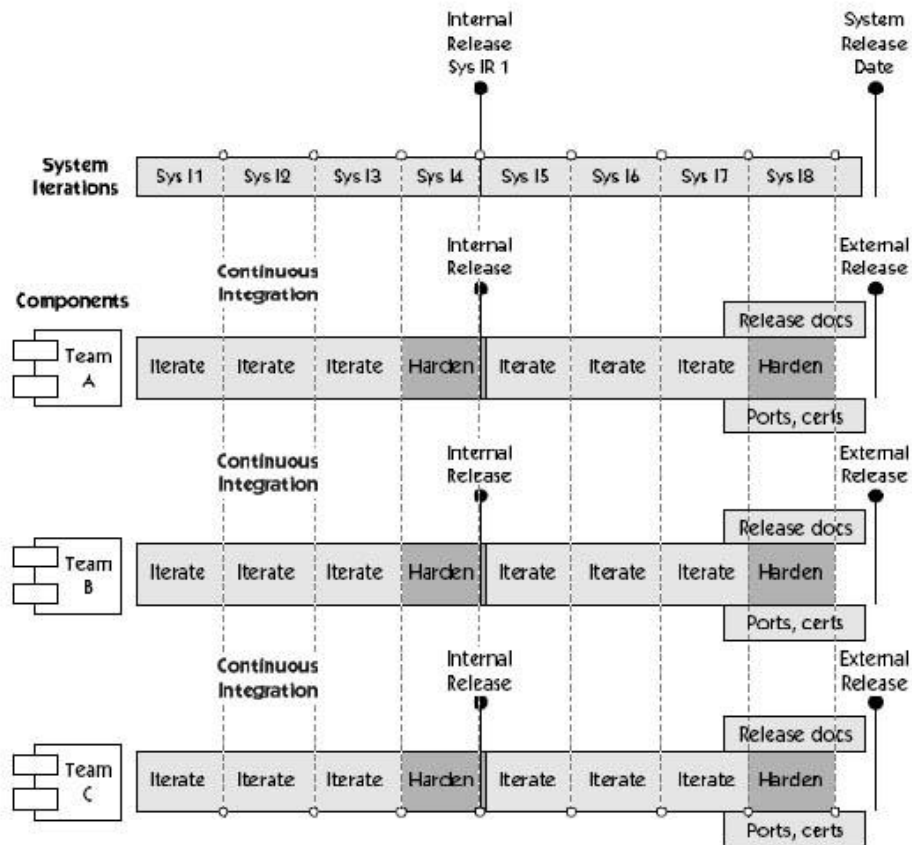 Internal
Release
Sys IR 1
System
Release
Date
System
Iterations
Sys I1 Sys I2 Sys I3 Sys I4 Sys I5 Sys I6 Sys I7 Sys I8
Internal
Release
External
Release
Continuous
Integration
Components
Release docs
Team
A
Iterate Iterate Iterate Harden Iterate Iterate Iterate Harden
Ports, certs
Internal
Release
External
Release
Continuous
Integration
Release docs
Team
B
Iterate Iterate Iterate Harden Iterate Iterate Iterate Harden
Ports, certs
Internal
Release
External
Release
Continuous
Integration
Release docs
Team
C
Iterate Iterate Iterate Harden Iterate Iterate Iterate Harden
Ports, certs